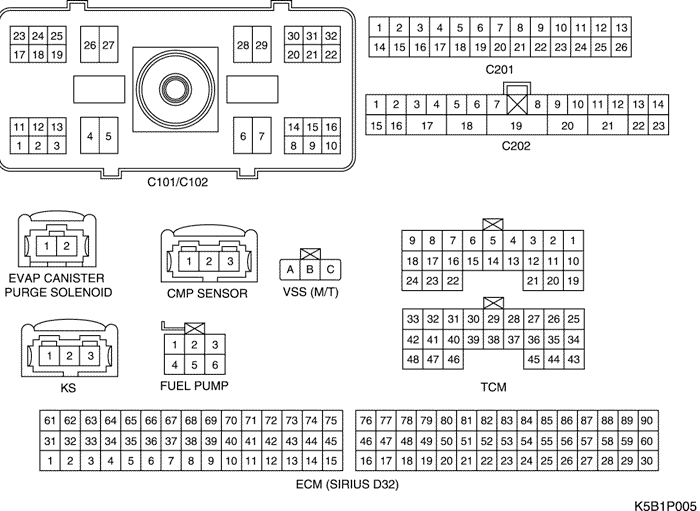 23 24 25 26 27 28 29 30 31 32
17 18 19 20 21 22
11 12 13 4 5 6 7 14 15 16
1 2 3 8 9 10
C101/C102
1 2 3 4 5 6 7 8 9 10 11 12 13
14 15 16 17 18 19 20 21 22 23 24 25 26
C201
1 2 3 4 5 6 7 8 9 10 11 12 13 14
15 16 17 18 19 20 21 22 23
C202
1 2
EVAP CANISTER
PURGE SOLENOID
1 2 3
CMP SENSOR
A B C
VSS (M/T)
9 8 7 6 5 4 3 2 1
18 17 16 15 14 13 12 11 10
24 23 22 21 20 19
1 2 3
KS
1 2 3
4 5 6
FUEL PUMP
33 32 31 30 29 28 27 26 25
42 41 40 39 38 37 36 35 34
48 47 46 45 44 43
TCM
61 62 63 64 65 66 67 68 69 70 71 72 73 74 75 76 77 78 79 80 81 82 83 84 85 86 87 88 89 90
31 32 33 34 35 36 37 38 39 40 41 42 43 44 45 46 47 48 49 50 51 52 53 54 55 56 57 58 59 60
1 2 3 4 5 6 7 8 9 10 11 12 13 14 15 16 17 18 19 20 21 22 23 24 25 26 27 28 29 30
ECM (SIRIUS D32)
K5B1P005